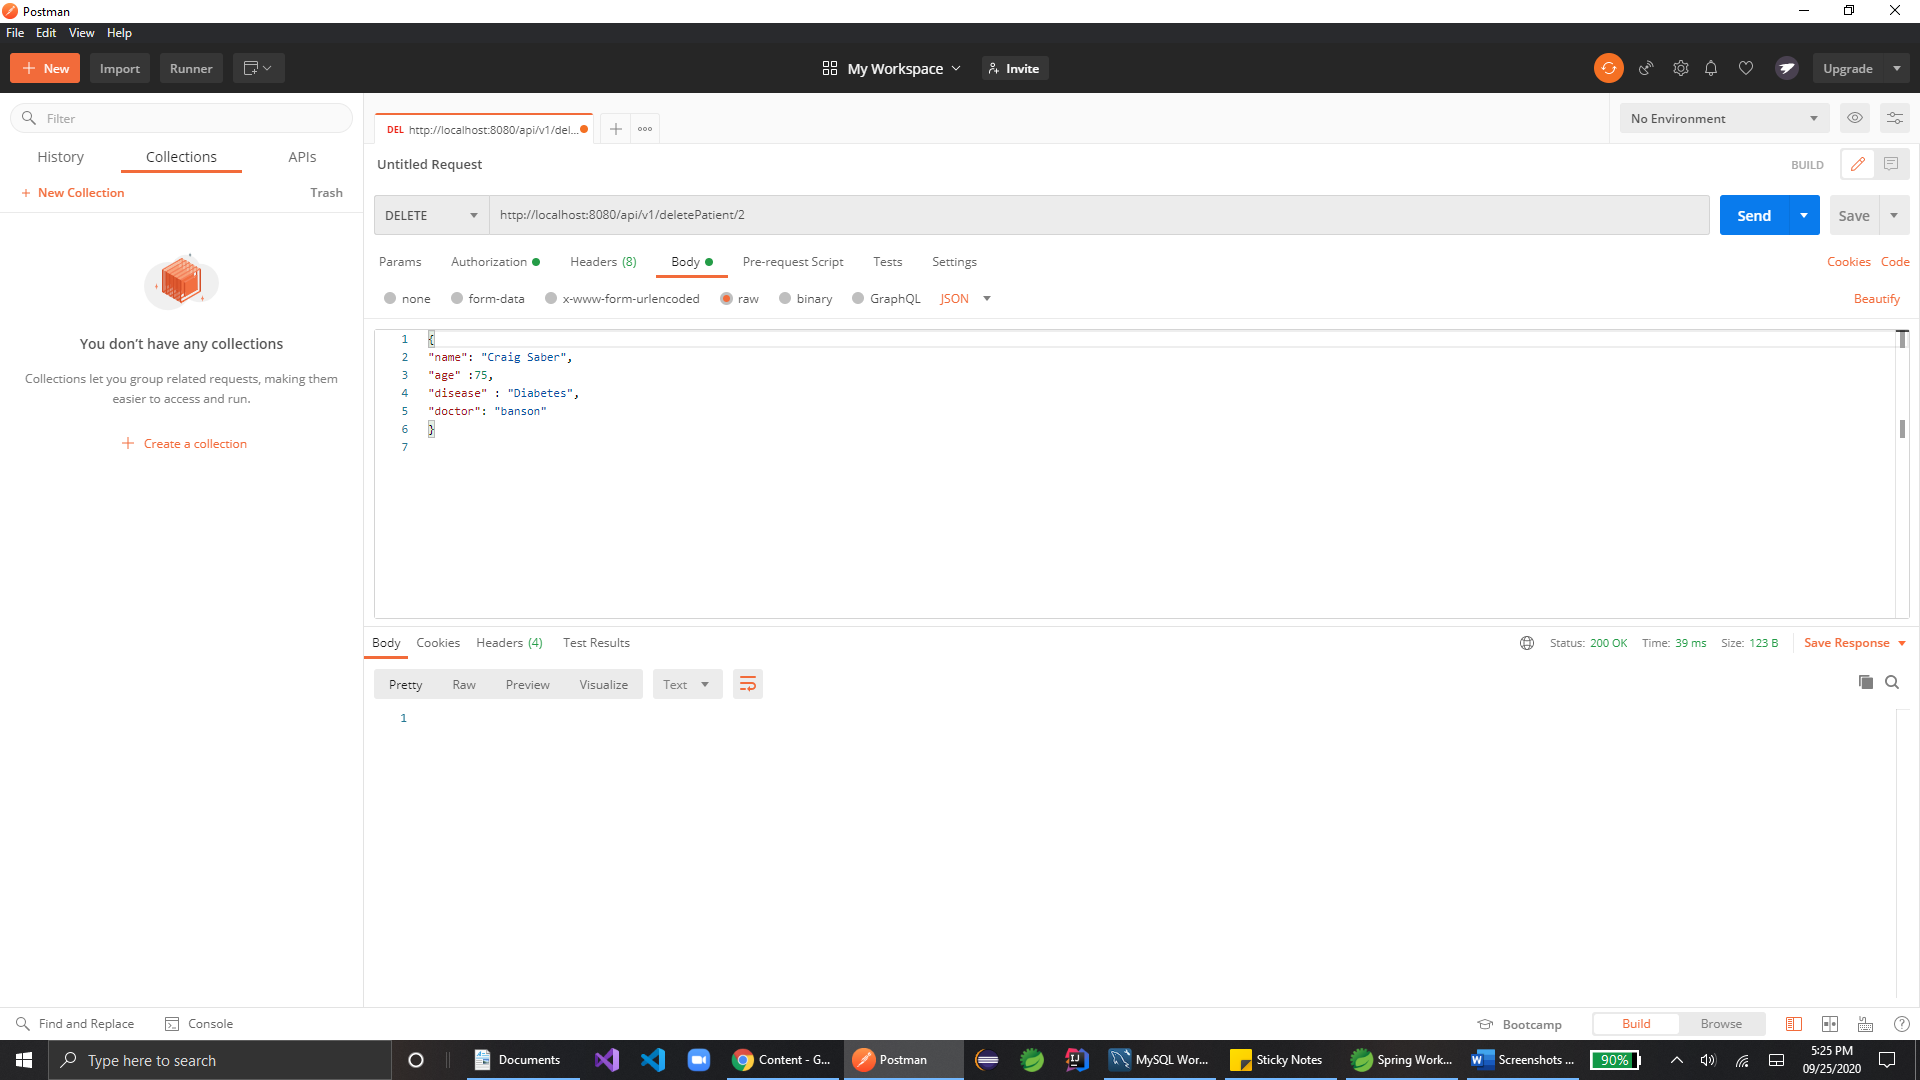 Postman
File Edit View Help
New Import Runner My Workspace Invite Upgrade
Filter
History Collections APIs
+ New Collection Trash
You don't have any collections
Collections let you group related requests, making them
easier to access and run.
+ Create a collection
DEL http://localhost:8080/api/v1/del...
No Environment
Untitled Request
BUILD
DELETE http://localhost:8080/api/v1/deletePatient/2 Send Save
Params Authorization Headers (8) Body Pre-request Script Tests Settings Cookies Code
none form-data x-www-form-urlencoded raw binary GraphQL JSON Beautify
1 {
2 "name": "Craig Saber",
3 "age" :75,
4 "disease" : "Diabetes",
5 "doctor": "banson"
6 }
7
Body Cookies Headers (4) Test Results Status: 200 OK Time: 39 ms Size: 123 B Save Response
Pretty Raw Preview Visualize Text
1
Find and Replace Console Bootcamp Build Browse
Type here to search Documents Content - G... Postman IJ MySQL Wor... Sticky Notes Spring Work... Screenshots ... 90% 5:25 PM
09/25/2020